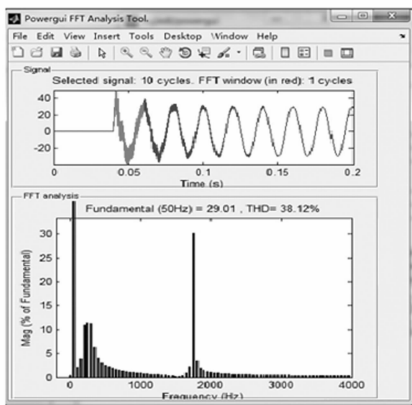 Powergui FFT Analysis Tool.
File Edit View Insert Tools Desktop Window Help
Signal
Selected signal: 10 cycles. FFT window (in red): 1 cycles
40
20
0
-20
0 0.05 0.1 0.15 0.2
Time (s)
FFT analysis
Fundamental (50Hz) = 29.01 , THD= 38.12%
Mag (% of Fundamental)
30
25
20
15
10
5
0
0 1000 2000 3000 4000
Frequency (Hz)